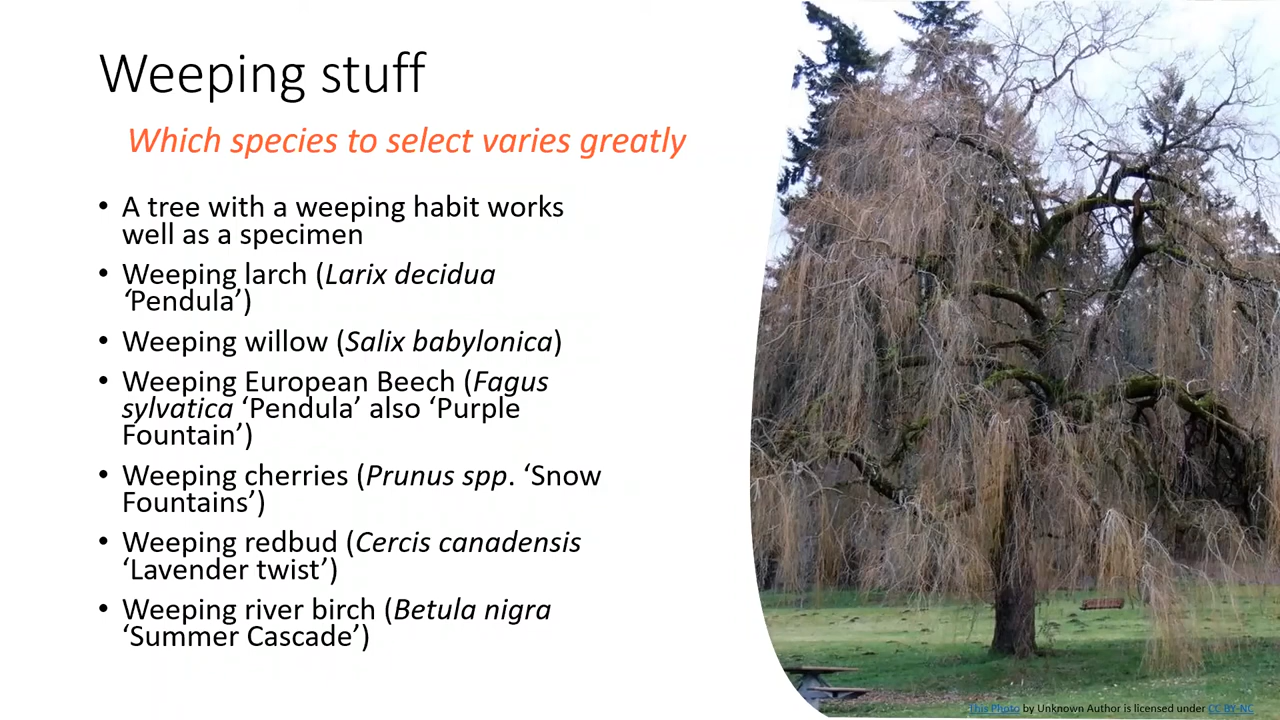 Weeping stuff
Which species to select varies greatly
• A tree with a weeping habit works
well as a specimen
• Weeping larch (Larix decidua
‘Pendula’)
• Weeping willow (Salix babylonica)
• Weeping European Beech (Fagus
sylvatica ‘Pendula’ also ‘Purple
Fountain’)
• Weeping cherries (Prunus spp. ‘Snow
Fountains’)
• Weeping redbud (Cercis canadensis
‘Lavender twist’)
• Weeping river birch (Betula nigra
‘Summer Cascade’)
This Photo by Unknown Author is licensed under CC BY-NC